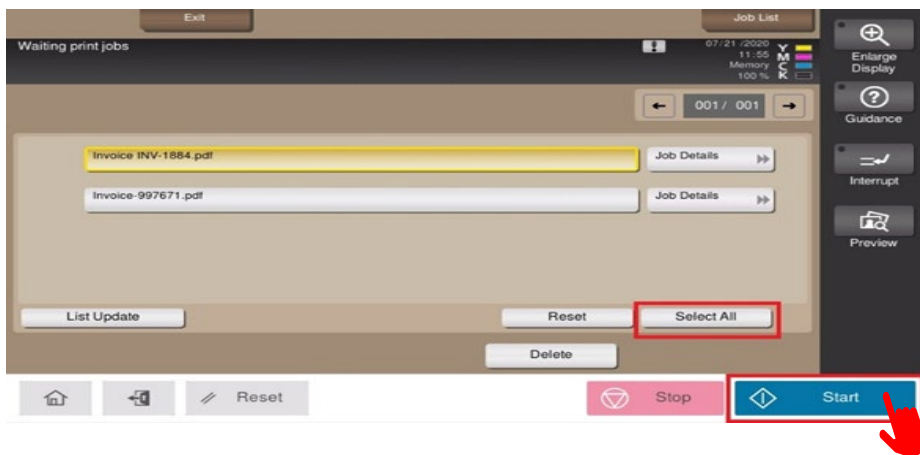 Exit
Job List
Waiting print jobs
07/21 /2020
11:55
Memory
100 %
Y
M
C
K
Enlarge
Display
001 / 001
Guidance
Invoice INV-1884.pdf
Job Details
Interrupt
Invoice-997671.pdf
Job Details
Preview
List Update
Reset
Select All
Delete
Reset
Stop
Start